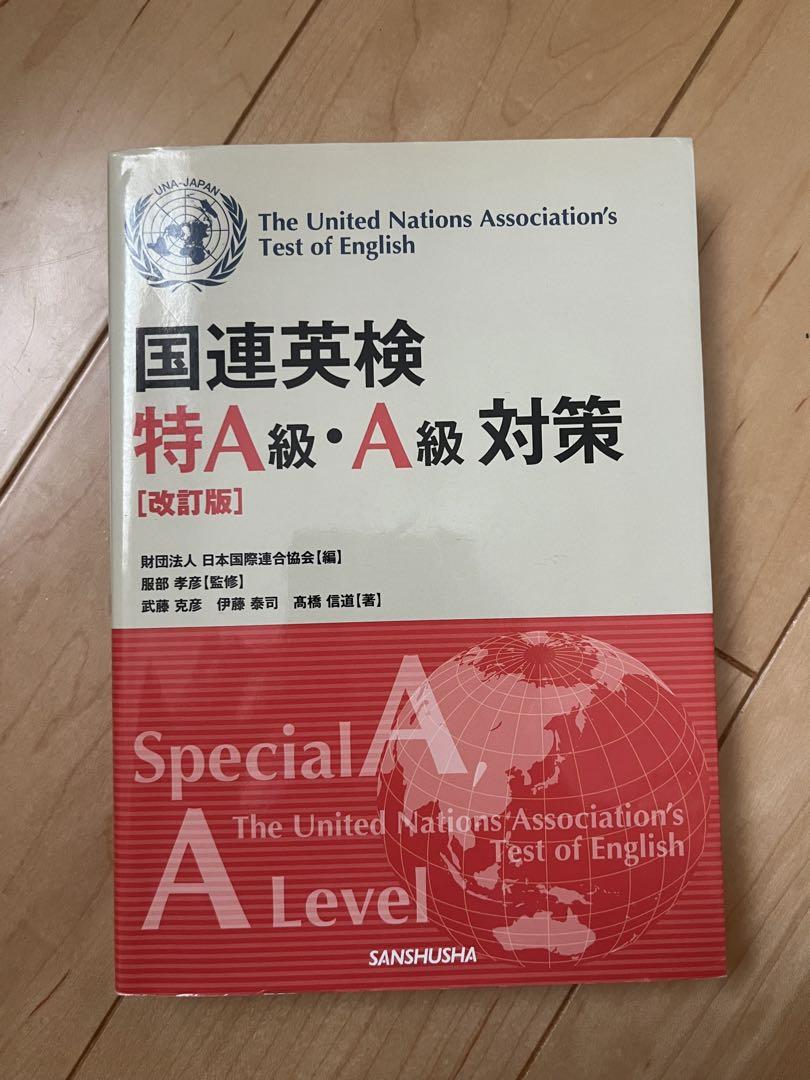 UNA-JAPAN
The United Nations Association's
Test of English
国連英検
特A級・A級 対策
[改訂版]
財団法人 日本国際連合協会【編】
服部 孝彦【監修】
武藤 克彦 伊藤 泰司 髙橋 信道【著】
Special A,
The United Nations Association's
Test of English
A Level
SANSHUSHA